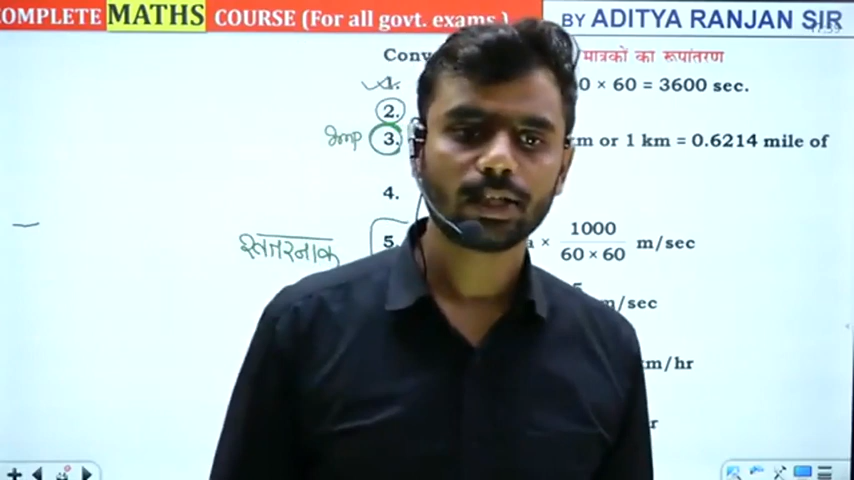 COMPLETE MATHS COURSE (For all govt. exams.) BY ADITYA RANJAN SIR
मात्रकों का रूपांतरण
0 × 60 = 3600 sec.
2.
Imp 3. km or 1 km = 0.6214 mile of
4.
खतरनाक 5. × 1000 / 60 × 60 m/sec
m/sec
km/hr